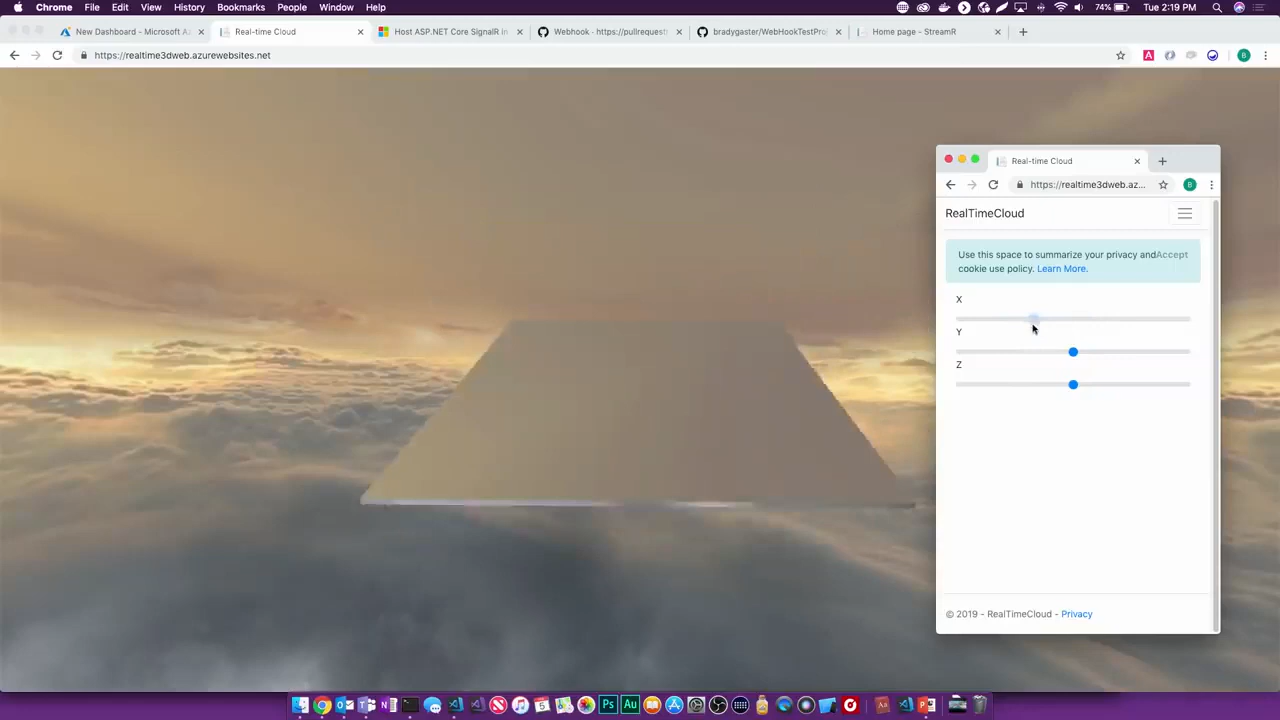 Chrome File Edit View History Bookmarks People Window Help 74% Tue 2:19 PM
New Dashboard - Microsoft Az Real-time Cloud Host ASP.NET Core SignalR in Webhook · https://pullrequest bradygaster/WebHookTestPro Home page - StreamR
https://realtime3dweb.azurewebsites.net
A B
Real-time Cloud
https://realtime3dweb.az... B
RealTimeCloud
Use this space to summarize your privacy and Accept
cookie use policy. Learn More.
X
Y
Z
© 2019 - RealTimeCloud - Privacy
Ps Au